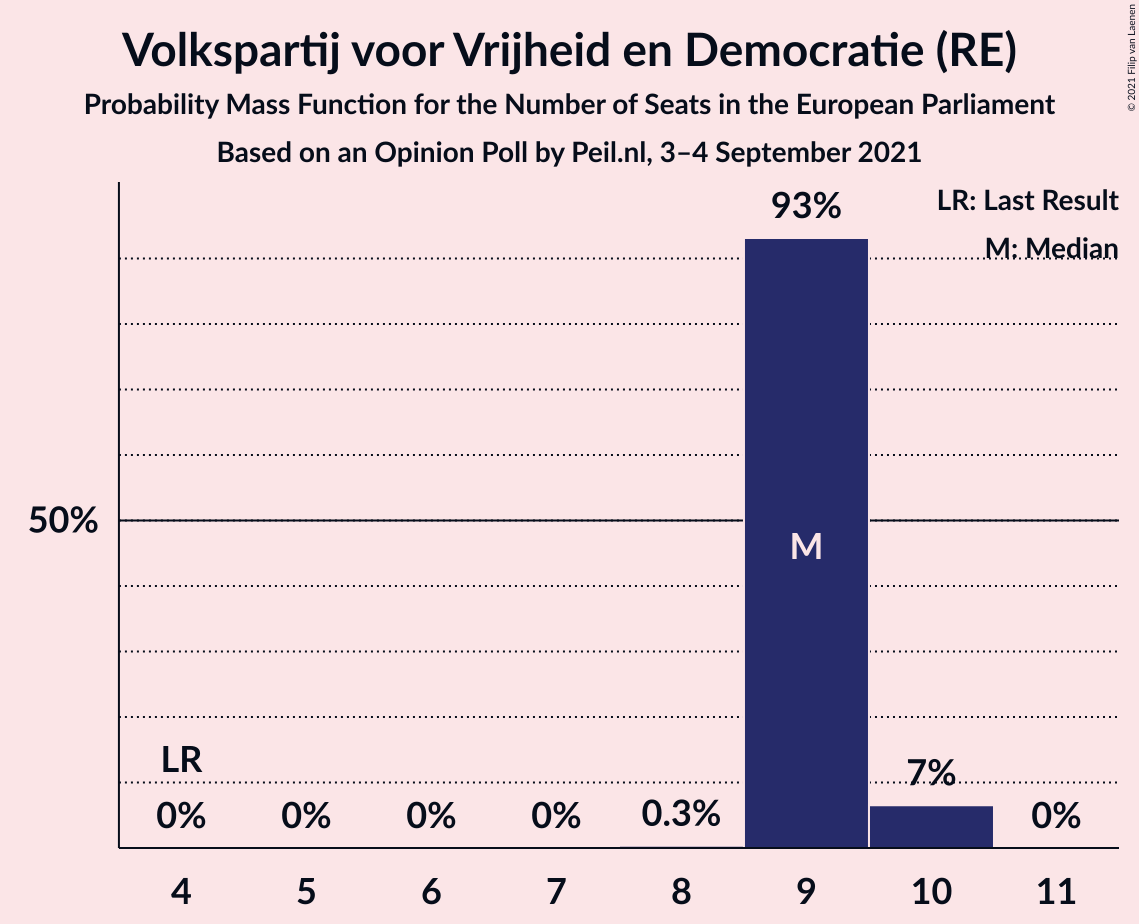 Volkspartij voor Vrijheid en Democratie (RE)
Probability Mass Function for the Number of Seats in the European Parliament
Based on an Opinion Poll by Peil.nl, 3–4 September 2021
© 2021 Filip van Laenen
LR: Last Result
M: Median
93%
50%
M
LR
7%
0% 0% 0% 0% 0.3% 0%
4 5 6 7 8 9 10 11